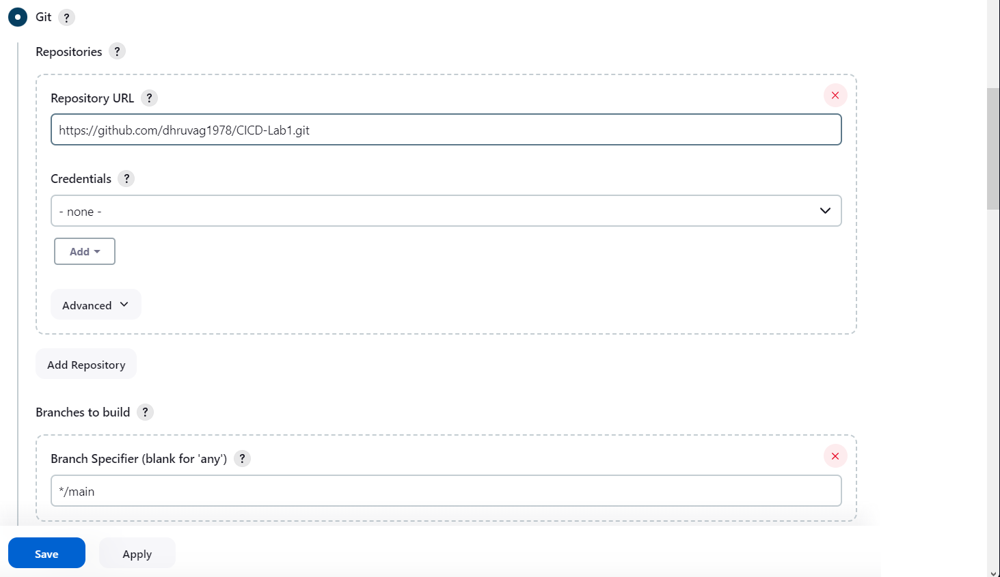 Git ?
Repositories ?
Repository URL ?
https://github.com/dhruvag1978/CICD-Lab1.git
Credentials ?
- none -
Add
Advanced
Add Repository
Branches to build ?
Branch Specifier (blank for 'any') ?
*/main
Save Apply